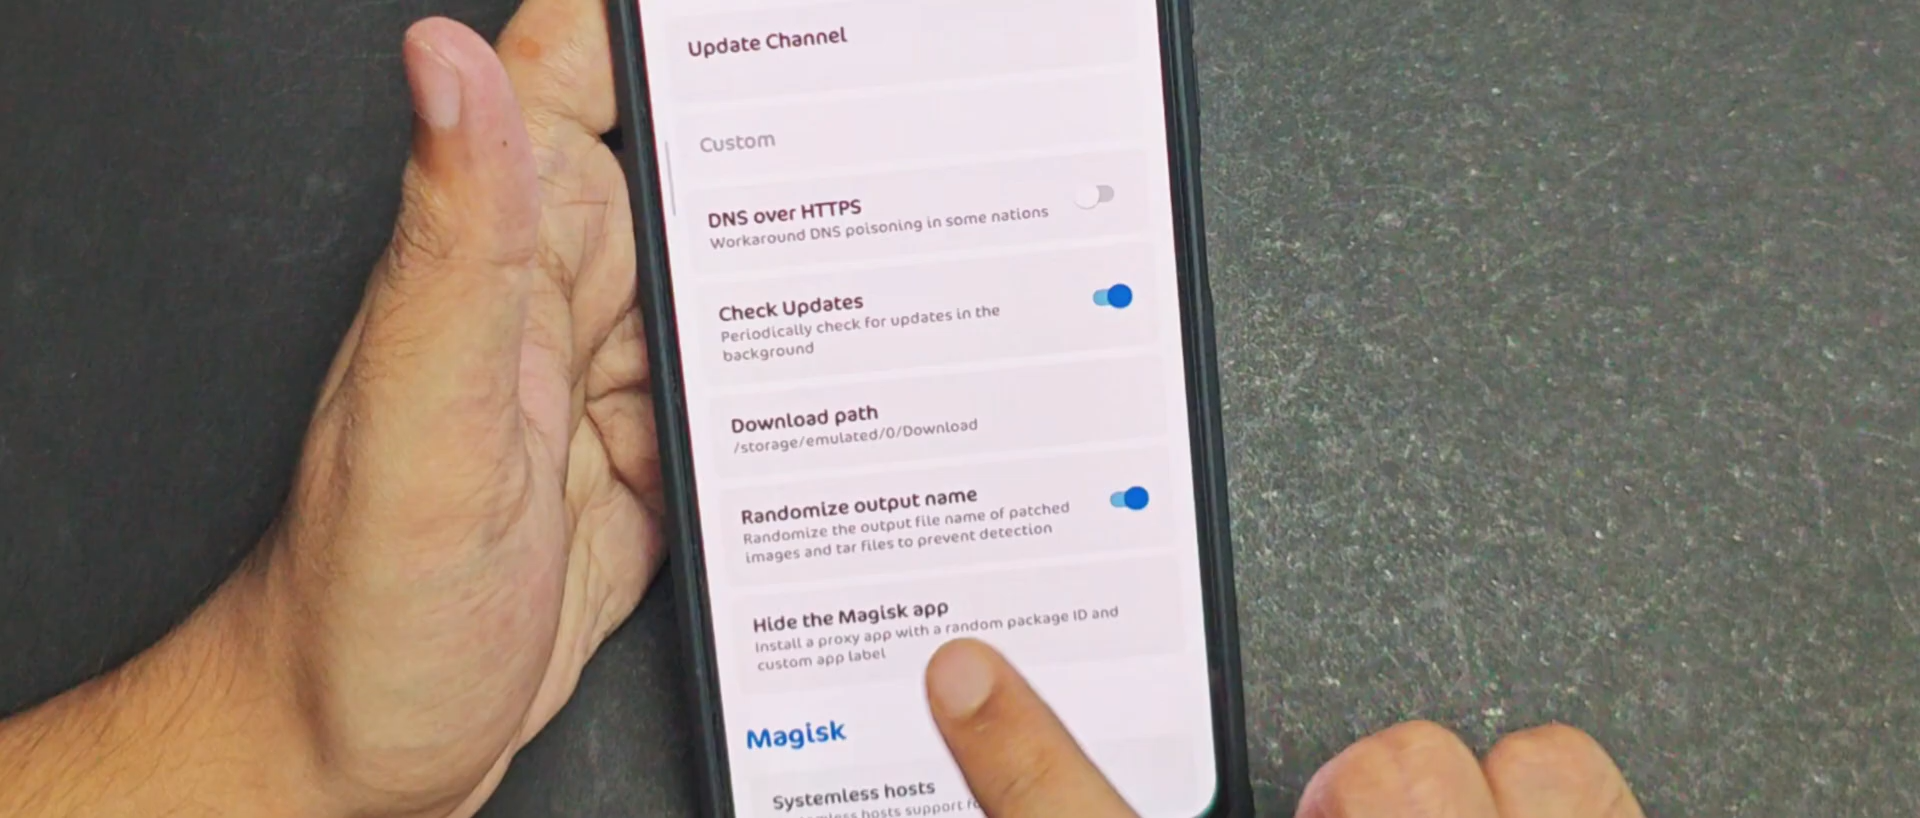 Update Channel
Custom
DNS over HTTPS
Workaround DNS poisoning in some nations
Check Updates
Periodically check for updates in the
background
Download path
/storage/emulated/0/Download
Randomize output name
Randomize the output file name of patched
images and tar files to prevent detection
Hide the Magisk app
Install a proxy app with a random package ID and
custom app label
Magisk
Systemless hosts
hosts support